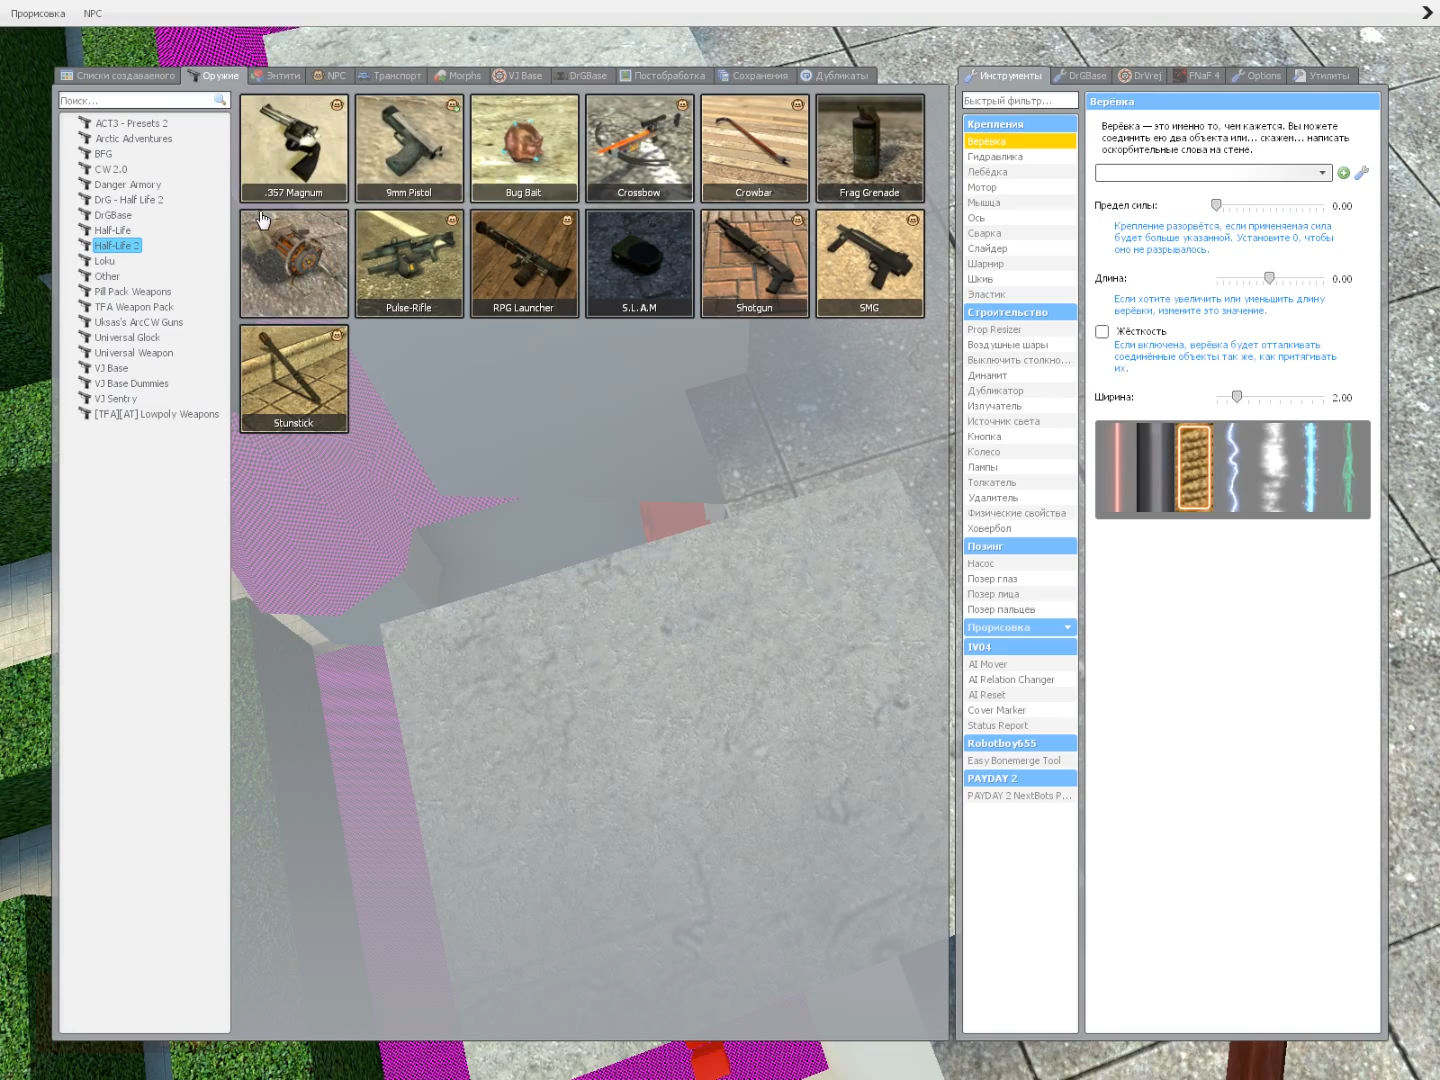 Прорисовка
NPC
Списки создаваемого
Оружие
Энтити
NPC
Транспорт
Morphs
VJ Base
DrGBase
Постобработка
Сохранения
Дубликаты
Инструменты
DrGBase
DrVrej
FNaF 4
Options
Утилиты
Поиск...
ACT3 - Presets 2
Arctic Adventures
BFG
CW 2.0
Danger Armory
DrG - Half Life 2
DrGBase
Half-Life
Half-Life 2
Loku
Other
Pill Pack Weapons
TFA Weapon Pack
Uksas's ArcCW Guns
Universal Glock
Universal Weapon
VJ Base
VJ Base Dummies
VJ Sentry
[TFA][AT] Lowpoly Weapons
.357 Magnum
9mm Pistol
Bug Bait
Crossbow
Crowbar
Frag Grenade
Pulse-Rifle
RPG Launcher
S.L.A.M
Shotgun
SMG
Stunstick
Быстрый фильтр...
Крепления
Верёвка
Гидравлика
Лебёдка
Мотор
Мышца
Ось
Сварка
Слайдер
Шарнир
Шкив
Эластик
Строительство
Prop Resizer
Воздушные шары
Выключить столкно...
Динамит
Дубликатор
Излучатель
Источник света
Кнопка
Колесо
Лампы
Толкатель
Удалитель
Физические свойства
Ховербол
Позинг
Насос
Позер глаз
Позер лица
Позер пальцев
Прорисовка
IV04
AI Mover
AI Relation Changer
AI Reset
Cover Marker
Status Report
Robotboy655
Easy Bonemerge Tool
PAYDAY 2
PAYDAY 2 NextBots P...
Верёвка
Верёвка — это именно то, чем кажется. Вы можете
соединить ею два объекта или... скажем... написать
оскорбительные слова на стене.
Предел силы:
0.00
Крепление разорвётся, если применяемая сила
будет больше указанной. Установите 0, чтобы
оно не разрывалось.
Длина:
0.00
Если хотите увеличить или уменьшить длину
верёвки, измените это значение.
Жёсткость
Если включена, верёвка будет отталкивать
соединённые объекты так же, как притягивать
их.
Ширина:
2.00